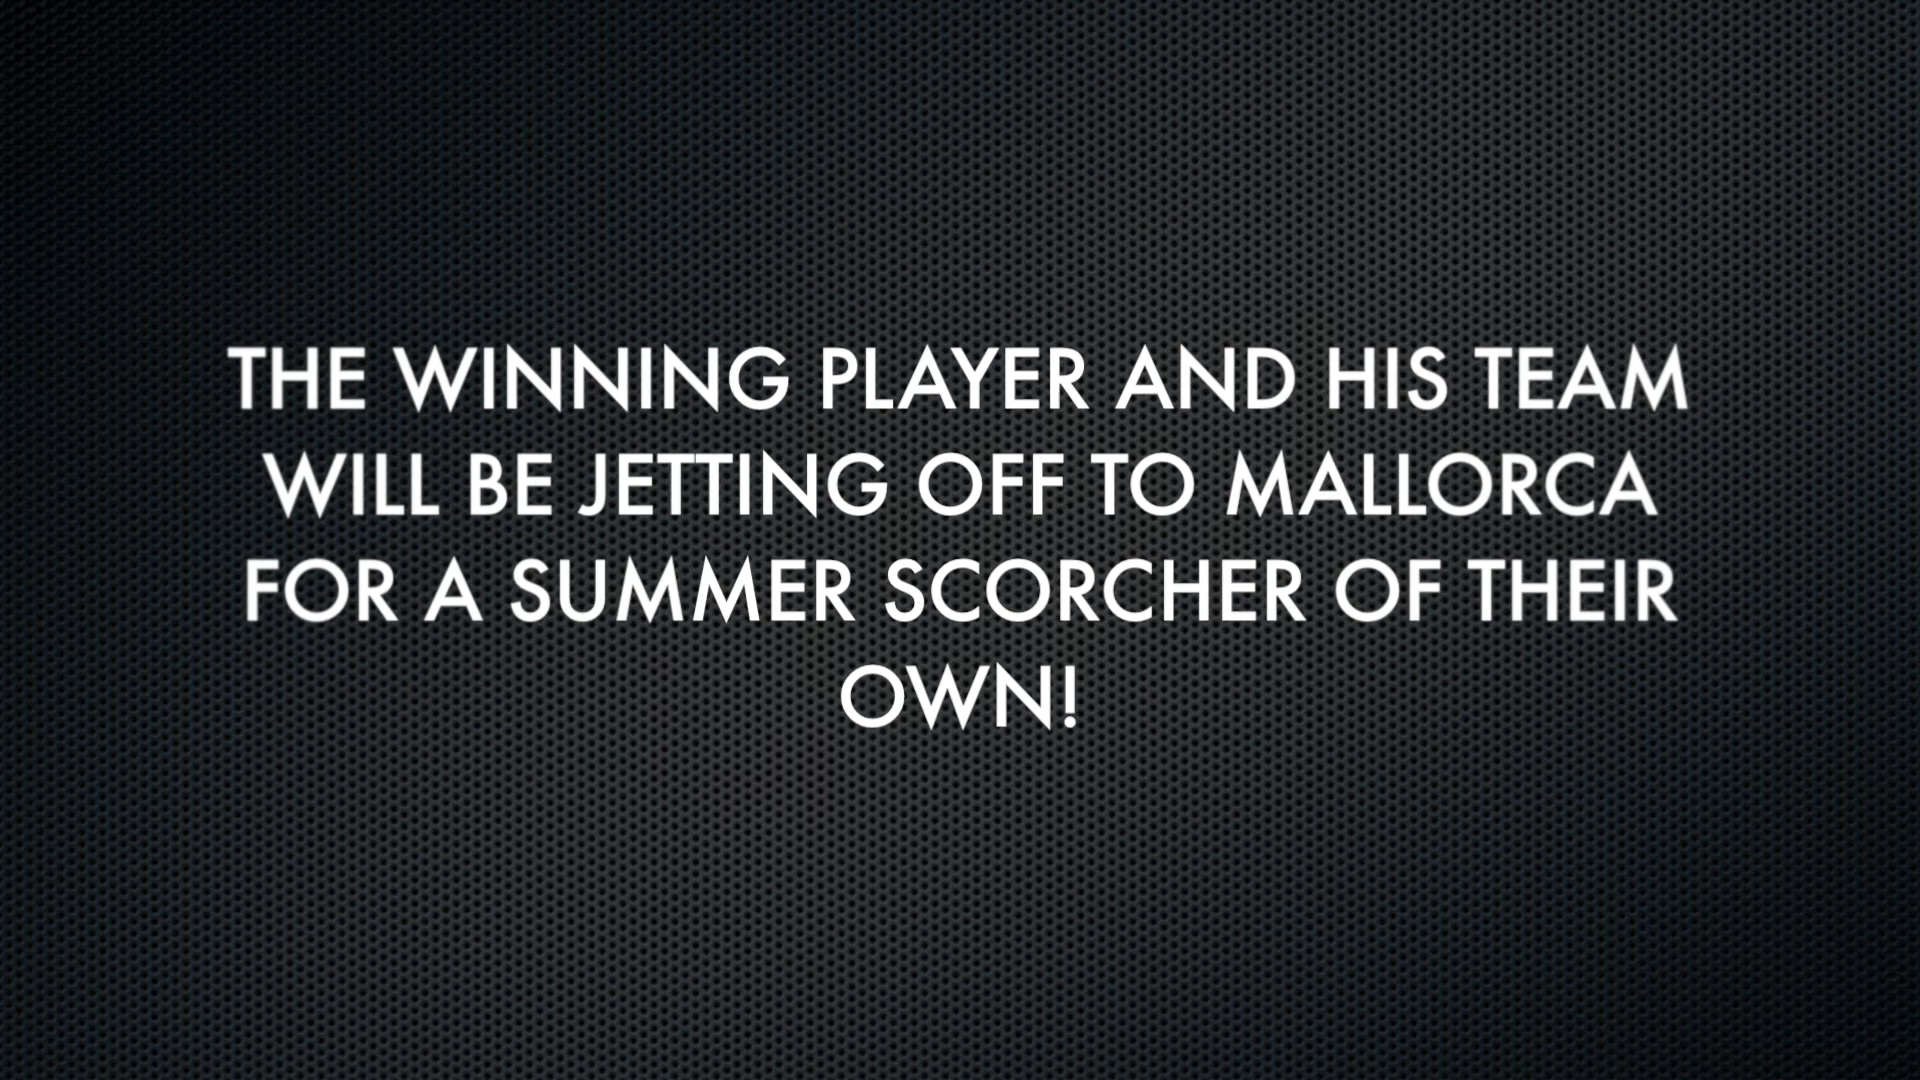 THE WINNING PLAYER AND HIS TEAM
WILL BE JETTING OFF TO MALLORCA
FOR A SUMMER SCORCHER OF THEIR
OWN!